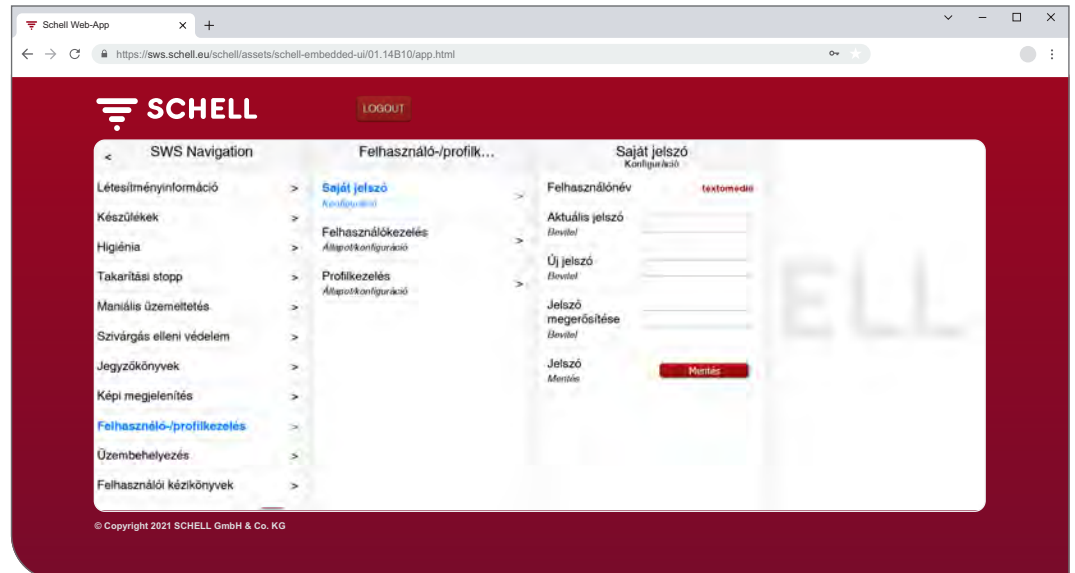 Schell Web-App
https://sws.schell.eu/schell/assets/schell-embedded-ui/01.14B10/app.html
SCHELL
LOGOUT
< SWS Navigation
Létesítményinformáció >
Készülékek >
Higiénia >
Takarítási stopp >
Maniális üzemeltetés >
Szivárgás elleni védelem >
Jegyzőkönyvek >
Képi megjelenítés >
Felhasználó-/profilkezelés >
Üzembehelyezés >
Felhasználói kézikönyvek >
Felhasználó-/profilk...
Saját jelszó >
Konfiguráció
Felhasználókezelés >
Állapot/konfiguráció
Profilkezelés >
Állapot/konfiguráció
Saját jelszó
Konfiguráció
Felhasználónév textomedia
Aktuális jelszó
Bevitel
Új jelszó
Bevitel
Jelszó
megerősítése
Bevitel
Jelszó
Mentés
Mentés
ELL
© Copyright 2021 SCHELL GmbH & Co. KG